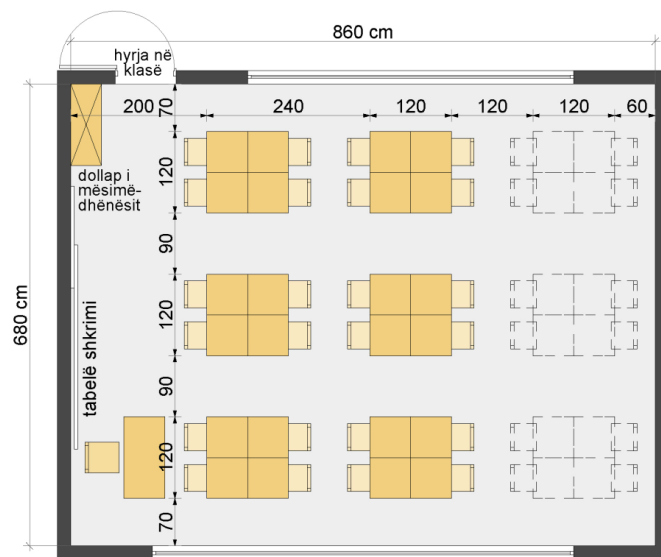 860 cm
hyrja në
klasë
200
240
120
120
120
60
70
120
90
120
90
120
70
680 cm
dollap i
mësimë-
dhënësit
tabelë shkrimi